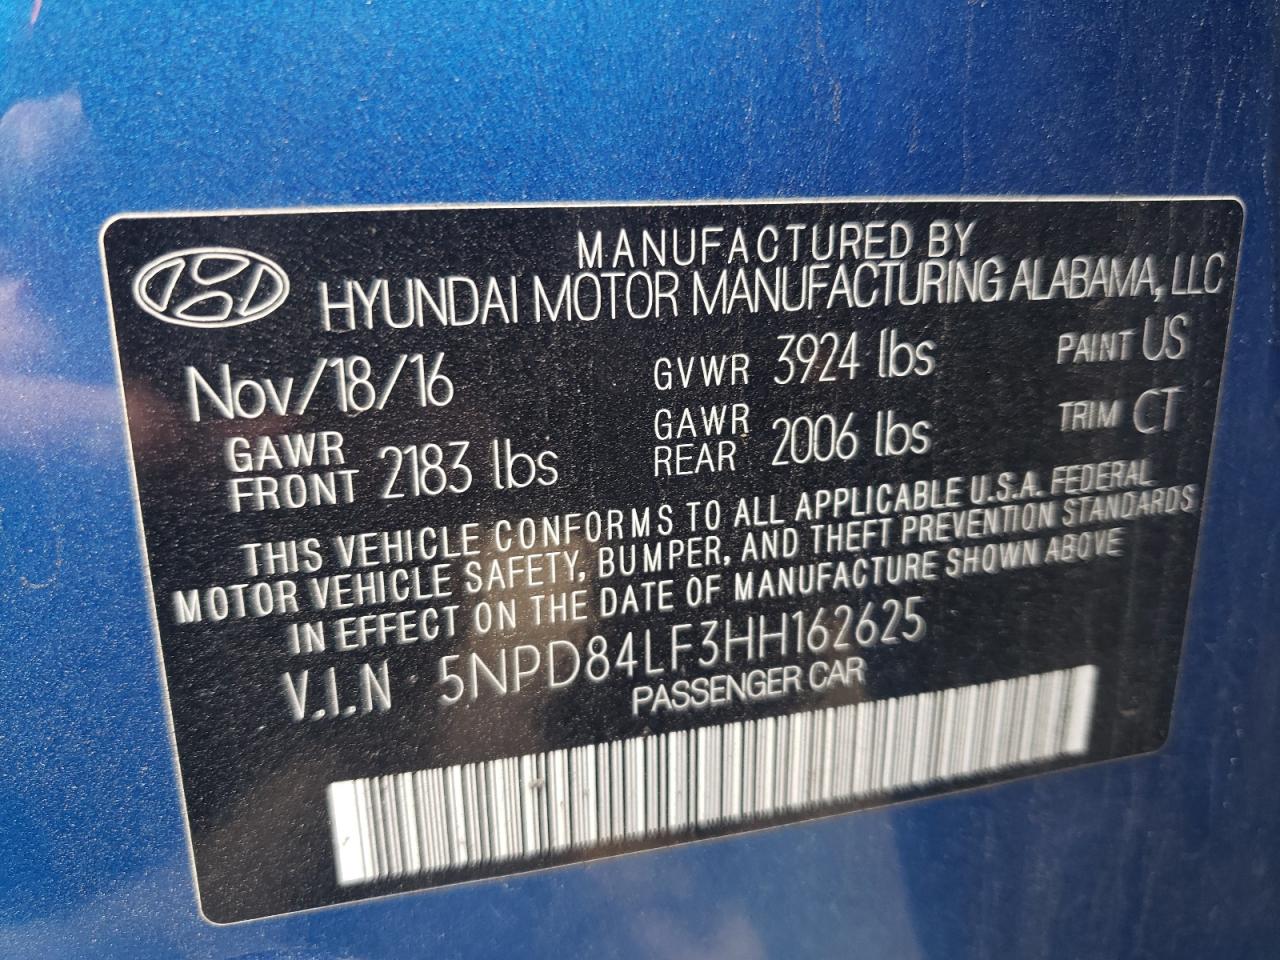 MANUFACTURED BY
HYUNDAI MOTOR MANUFACTURING ALABAMA, LLC
Nov/18/16 GVWR 3924 lbs PAINT US
GAWR FRONT 2183 lbs GAWR REAR 2006 lbs TRIM CT
THIS VEHICLE CONFORMS TO ALL APPLICABLE U.S.A. FEDERAL
MOTOR VEHICLE SAFETY, BUMPER, AND THEFT PREVENTION STANDARDS
IN EFFECT ON THE DATE OF MANUFACTURE SHOWN ABOVE
V.I.N 5NPD84LF3HH162625
PASSENGER CAR